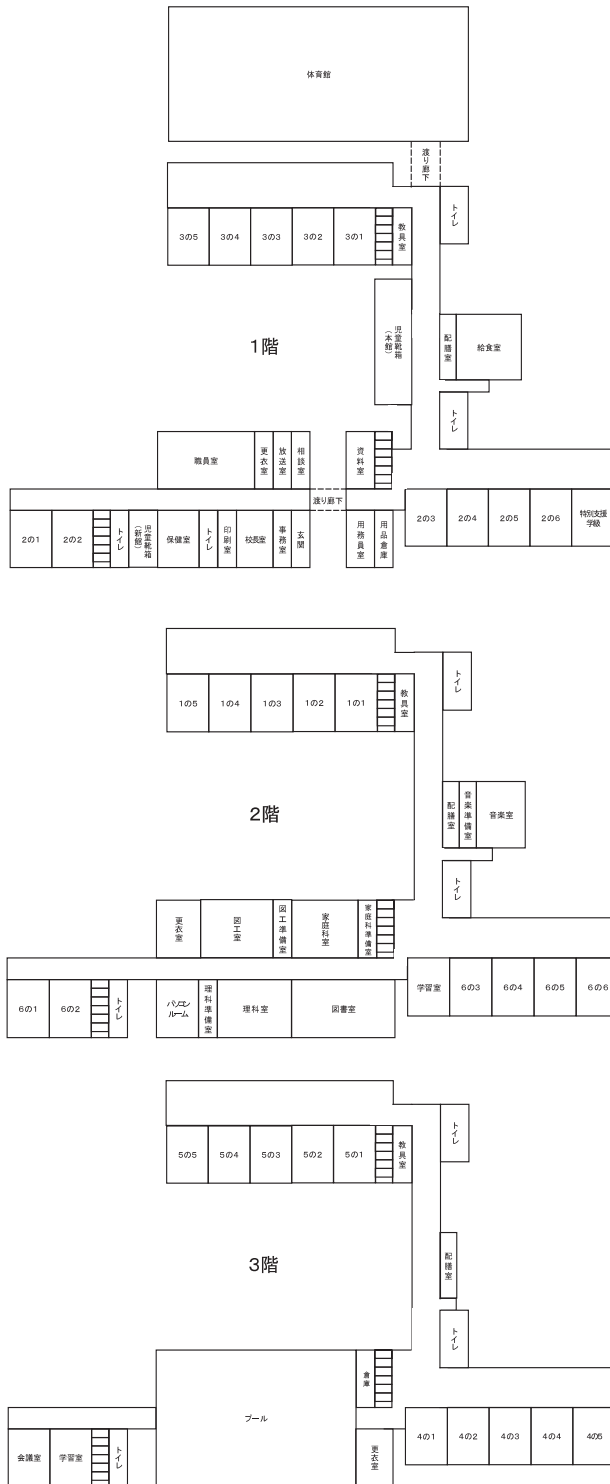 体育館
渡り廊下
トイレ
3の5
3の4
3の3
3の2
3の1
教具室
児童靴箱
（本館）
1階
配膳室
給食室
トイレ
職員室
更衣室
放送室
相談室
資料室
渡り廊下
2の1
2の2
トイレ
児童靴箱
（新館）
保健室
トイレ
印刷室
校長室
事務室
玄関
用務員室
用品倉庫
2の3
2の4
2の5
2の6
特別支援
学級
トイレ
1の5
1の4
1の3
1の2
1の1
教具室
2階
配膳室
音楽準備室
音楽室
トイレ
更衣室
図工室
図工準備室
家庭科室
家庭科準備室
6の1
6の2
トイレ
パソコン
ルーム
理科準備室
理科室
図書室
学習室
6の3
6の4
6の5
6の6
トイレ
5の5
5の4
5の3
5の2
5の1
教具室
3階
配膳室
トイレ
倉庫
プール
会議室
学習室
トイレ
更衣室
4の1
4の2
4の3
4の4
4の5